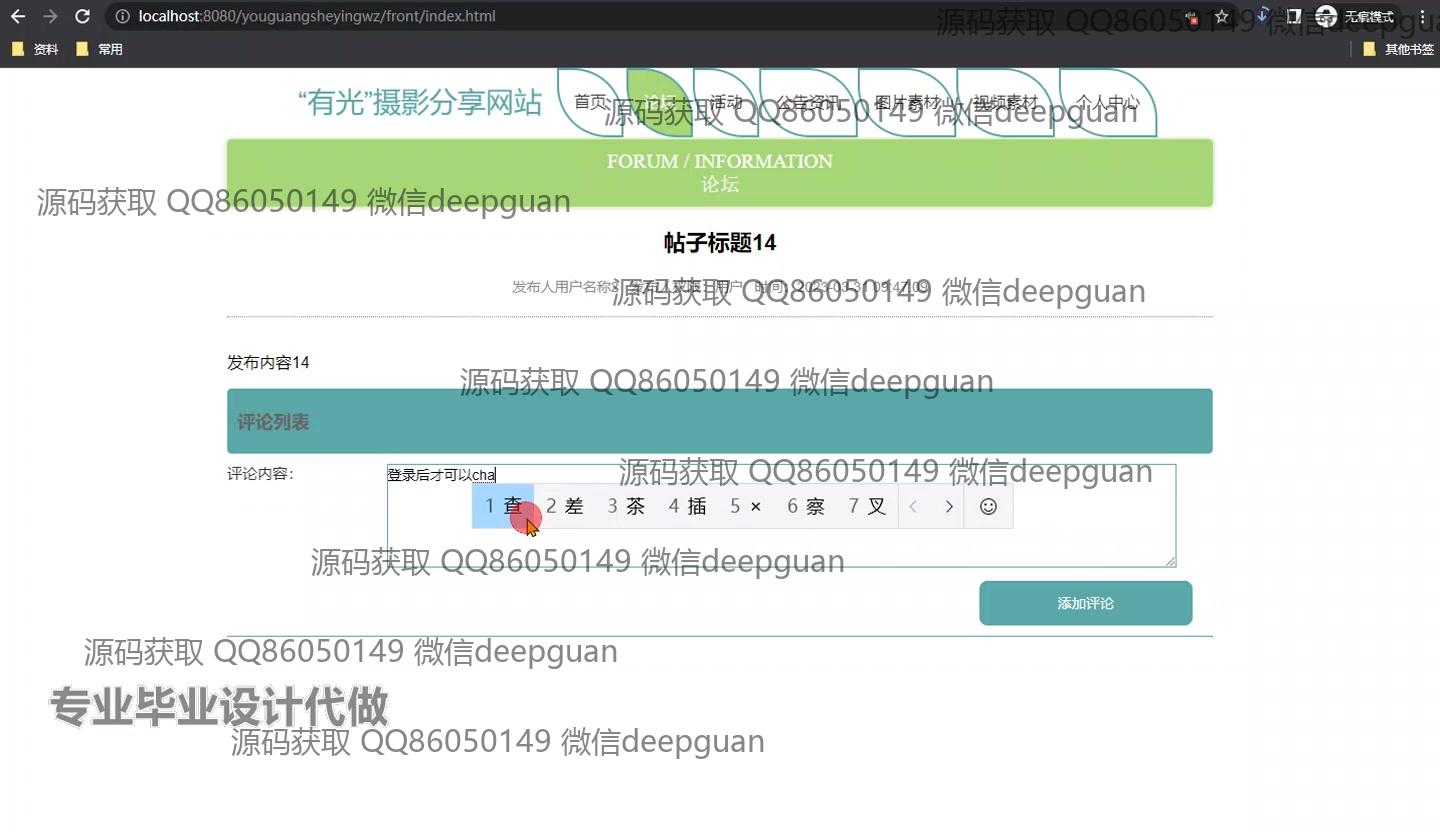 localhost:8080/youguangsheyingwz/front/index.html
无痕模式
源码获取 QQ86050149 微信deepgua
资料 常用 其他书签
“有光”摄影分享网站
首页 论坛 活动 公告资讯 图片素材 视频素材 个人中心
源码获取 QQ86050149 微信deepguan
FORUM / INFORMATION
论坛
源码获取 QQ86050149 微信deepguan
帖子标题14
发布人用户名称2 时间：2023-03-31 09:47:09
源码获取 QQ86050149 微信deepguan
发布内容14
源码获取 QQ86050149 微信deepguan
评论列表
评论内容：
登录后才可以cha
源码获取 QQ86050149 微信deepguan
1 查 2 差 3 茶 4 插 5 × 6 察 7 叉
源码获取 QQ86050149 微信deepguan
添加评论
源码获取 QQ86050149 微信deepguan
专业毕业设计代做
源码获取 QQ86050149 微信deepguan